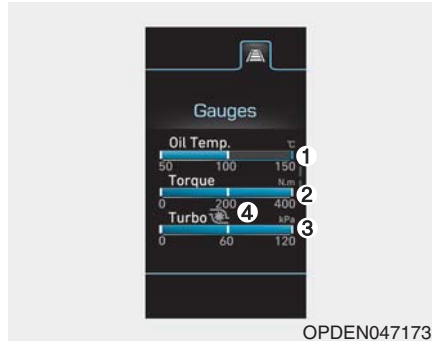 Gauges
Oil Temp. ℃
1
50 100 150
Torque N.m
2
0 200 400
Turbo 4 kPa
3
0 60 120
OPDEN047173